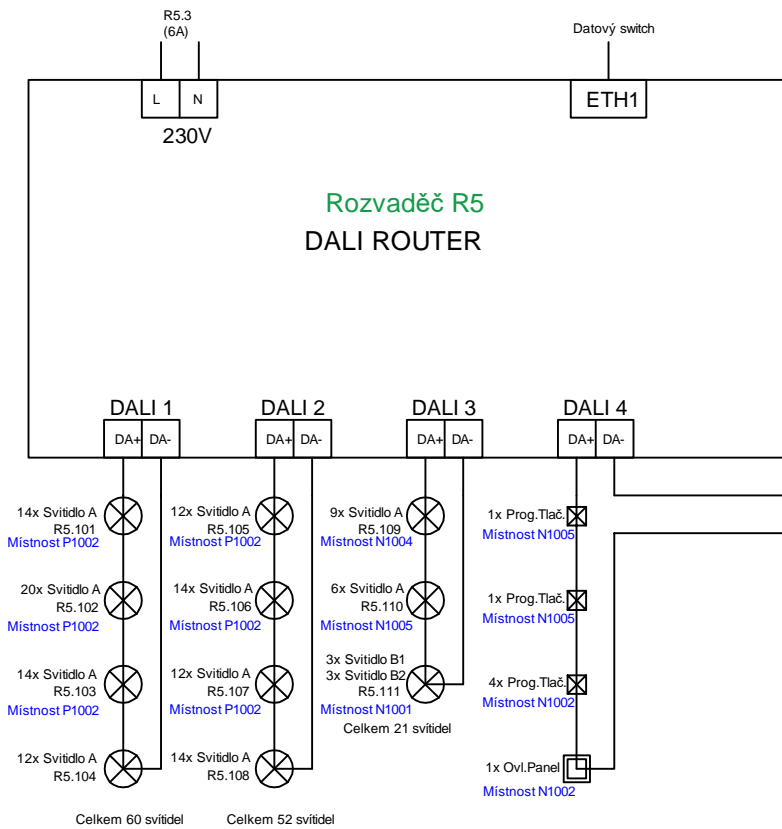 R5.3
(6A)
Datový switch
L
N
ETH1
230V
Rozvaděč R5
DALI ROUTER
DALI 1
DALI 2
DALI 3
DALI 4
DA+
DA-
DA+
DA-
DA+
DA-
DA+
DA-
14x Svitidlo A
R5.101
Místnost P1002
20x Svitidlo A
R5.102
Místnost P1002
14x Svitidlo A
R5.103
Místnost P1002
12x Svitidlo A
R5.104
Celkem 60 svítidel
12x Svitidlo A
R5.105
Místnost P1002
14x Svitidlo A
R5.106
Místnost P1002
12x Svitidlo A
R5.107
Místnost P1002
14x Svitidlo A
R5.108
Celkem 52 svítidel
9x Svitidlo A
R5.109
Místnost N1004
6x Svitidlo A
R5.110
Místnost N1005
3x Svitidlo B1
3x Svitidlo B2
R5.111
Místnost N1001
Celkem 21 svítidel
1x Prog.Tlač.
Místnost N1005
1x Prog.Tlač.
Místnost N1005
4x Prog.Tlač.
Místnost N1002
1x Ovl.Panel
Místnost N1002